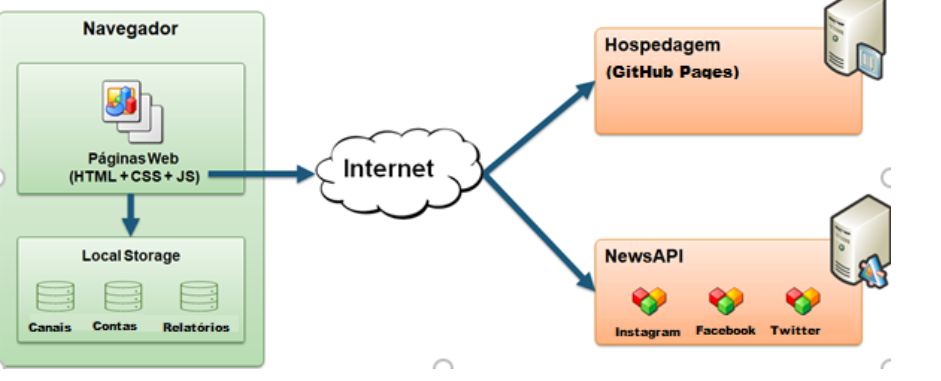 Navegador
Páginas Web
(HTML + CSS + JS)
Local Storage
Canais
Contas
Relatórios
Internet
Hospedagem
(GitHub Pages)
NewsAPI
Instagram
Facebook
Twitter